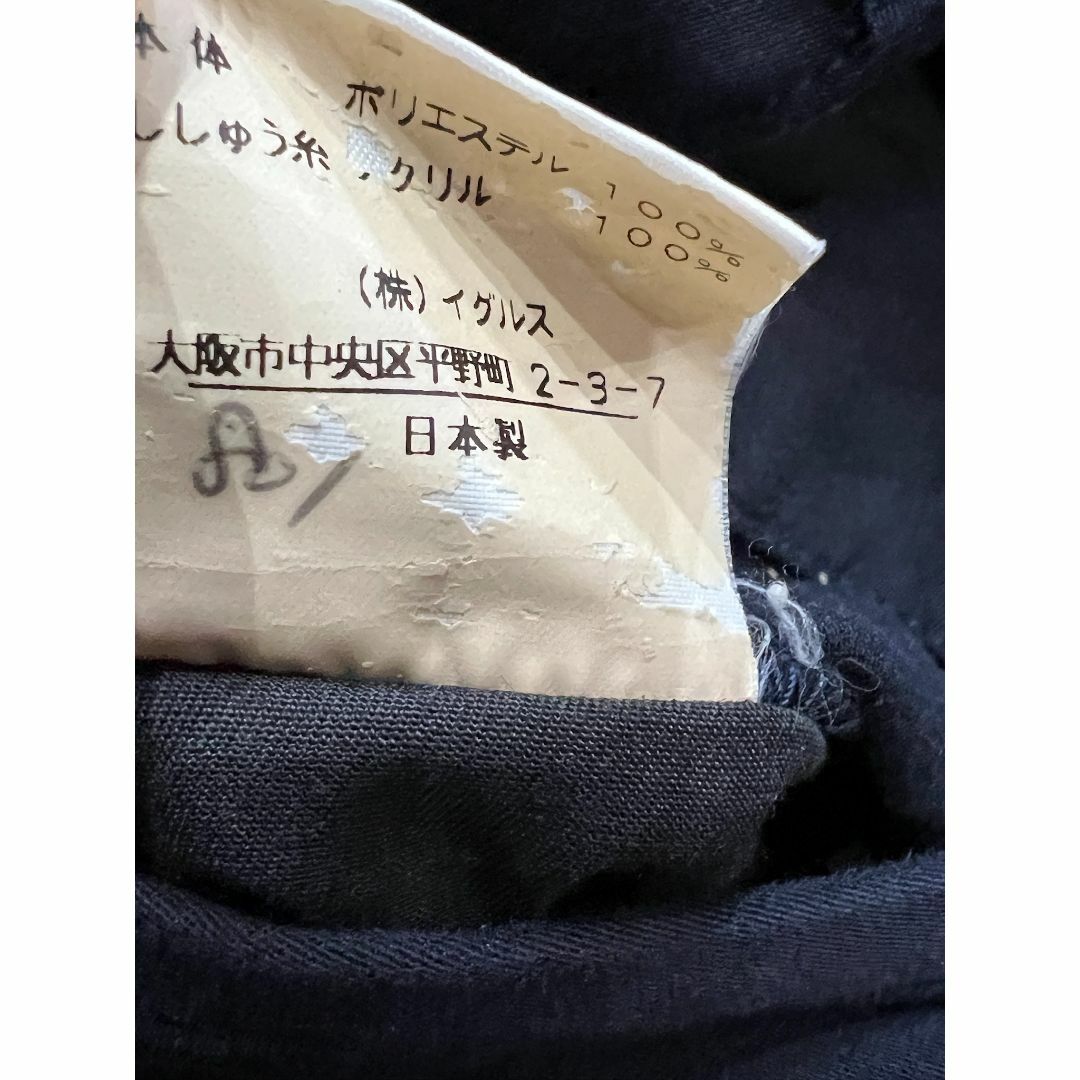 本体 ポリエステル 100%
ししゅう糸 アクリル 100%
(株)イグルス
大阪市中央区平野町 2-3-7
日本製